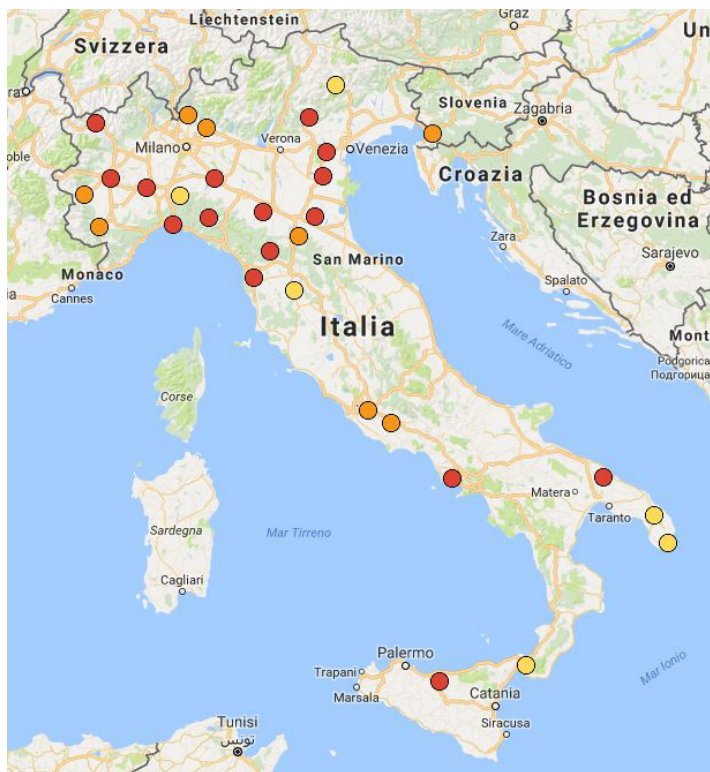 Graz
Liechtenstein
Svizzera
Un
Slovenia
Zagabria
Milano
Verona
Venezia
Croazia
Bosnia ed
Erzegovina
Zara
Sarajevo
San Marino
Monaco
Cannes
Spalato
Italia
Mare Adriatico
Mont
Podgorica
Подгорица
Corse
Matera
Taranto
Sardegna
Mar Tirreno
Cagliari
Palermo
Mar Ionio
Trapani
Marsala
Catania
Siracusa
Tunisi
تونس